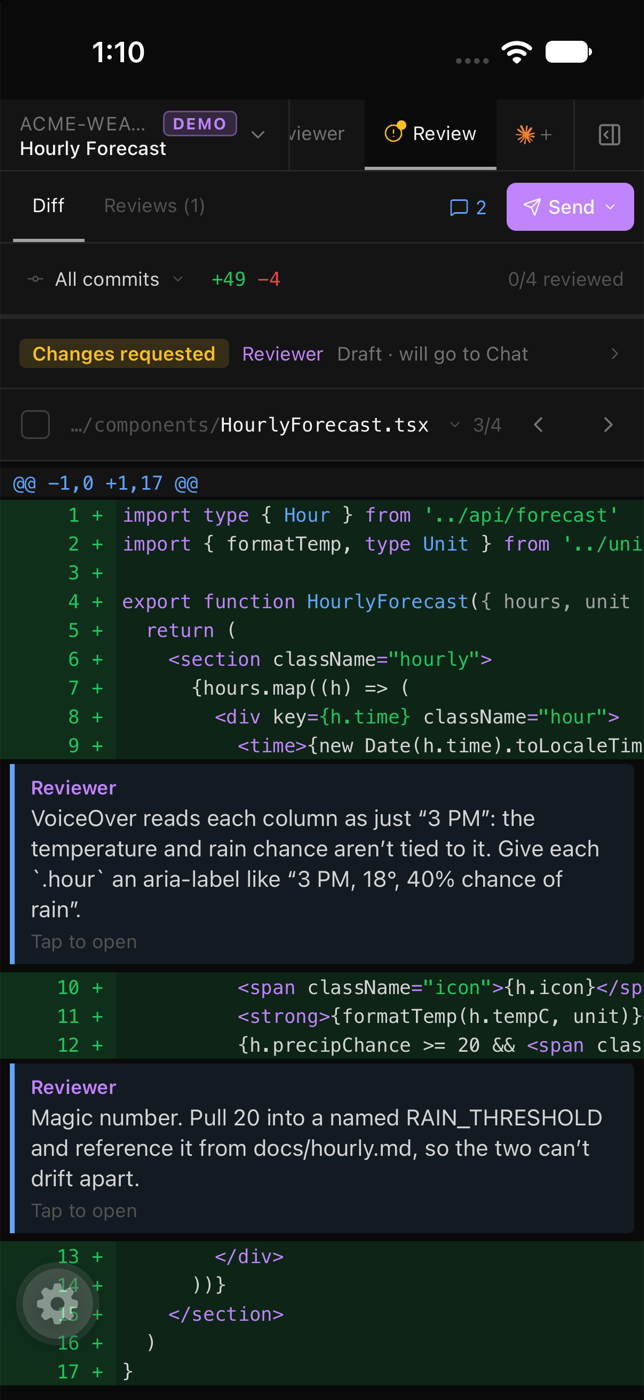 1:10
ACME-WEA… DEMO
Hourly Forecast
viewer
Review
+
Diff
Reviews (1)
2
Send
All commits
+49 −4
0/4 reviewed
Changes requested Reviewer Draft · will go to Chat
…/components/HourlyForecast.tsx 3/4
@@ −1,0 +1,17 @@
1 + import type { Hour } from '../api/forecast'
2 + import { formatTemp, type Unit } from '../uni
3 +
4 + export function HourlyForecast({ hours, unit
5 + return (
6 + <section className="hourly">
7 + {hours.map((h) => (
8 + <div key={h.time} className="hour">
9 + <time>{new Date(h.time).toLocaleTim
Reviewer
VoiceOver reads each column as just “3 PM”: the
temperature and rain chance aren’t tied to it. Give each
`.hour` an aria-label like “3 PM, 18°, 40% chance of
rain”.
Tap to open
10 + <span className="icon">{h.icon}</sp
11 + <strong>{formatTemp(h.tempC, unit)}
12 + {h.precipChance >= 20 && <span clas
Reviewer
Magic number. Pull 20 into a named RAIN_THRESHOLD
and reference it from docs/hourly.md, so the two can’t
drift apart.
Tap to open
13 + </div>
14 + ))}
15 + </section>
16 + )
17 + }